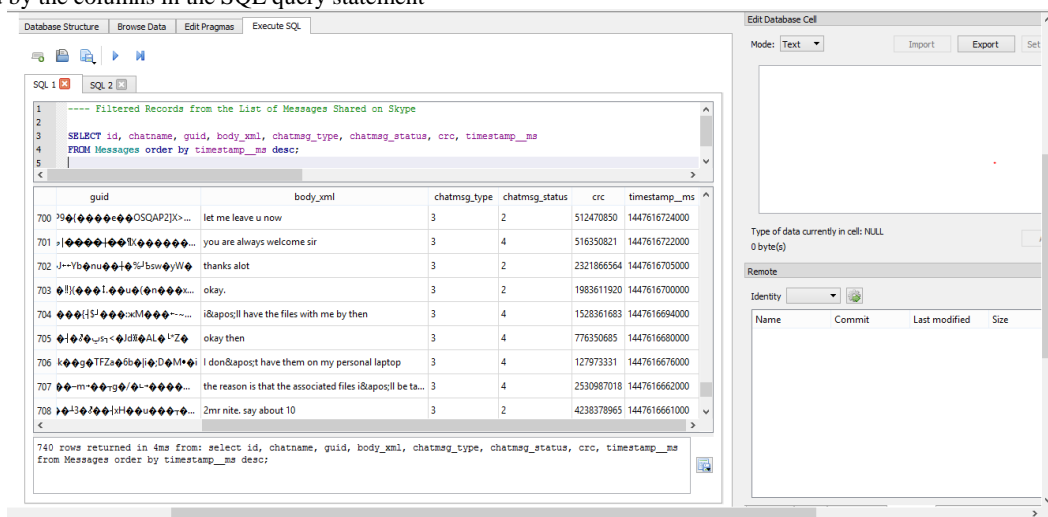 d by the columns in the SQL query statement
Database Structure Browse Data Edit Pragmas Execute SQL
SQL 1 SQL 2
1 ---- Filtered Records from the List of Messages Shared on Skype
2
3 SELECT id, chatname, guid, body_xml, chatmsg_type, chatmsg_status, crc, timestamp__ms
4 FROM Messages order by timestamp__ms desc;
5
guid body_xml chatmsg_type chatmsg_status crc timestamp__ms
700 let me leave u now 3 2 512470850 1447616724000
701 you are always welcome sir 3 4 516350821 1447616722000
702 thanks alot 3 2 2321866564 1447616705000
703 okay. 3 2 1983611920 1447616700000
704 i&apos;ll have the files with me by then 3 4 1528361683 1447616694000
705 okay then 3 4 776350685 1447616680000
706 I don&apos;t have them on my personal laptop 3 4 127973331 1447616676000
707 the reason is that the associated files i&apos;ll be ta... 3 4 2530987018 1447616662000
708 2mr nite. say about 10 3 2 4238378965 1447616661000
740 rows returned in 4ms from: select id, chatname, guid, body_xml, chatmsg_type, chatmsg_status, crc, timestamp__ms
from Messages order by timestamp__ms desc;
Edit Database Cell
Mode: Text Import Export Set
Type of data currently in cell: NULL
0 byte(s)
Remote
Identity
Name Commit Last modified Size